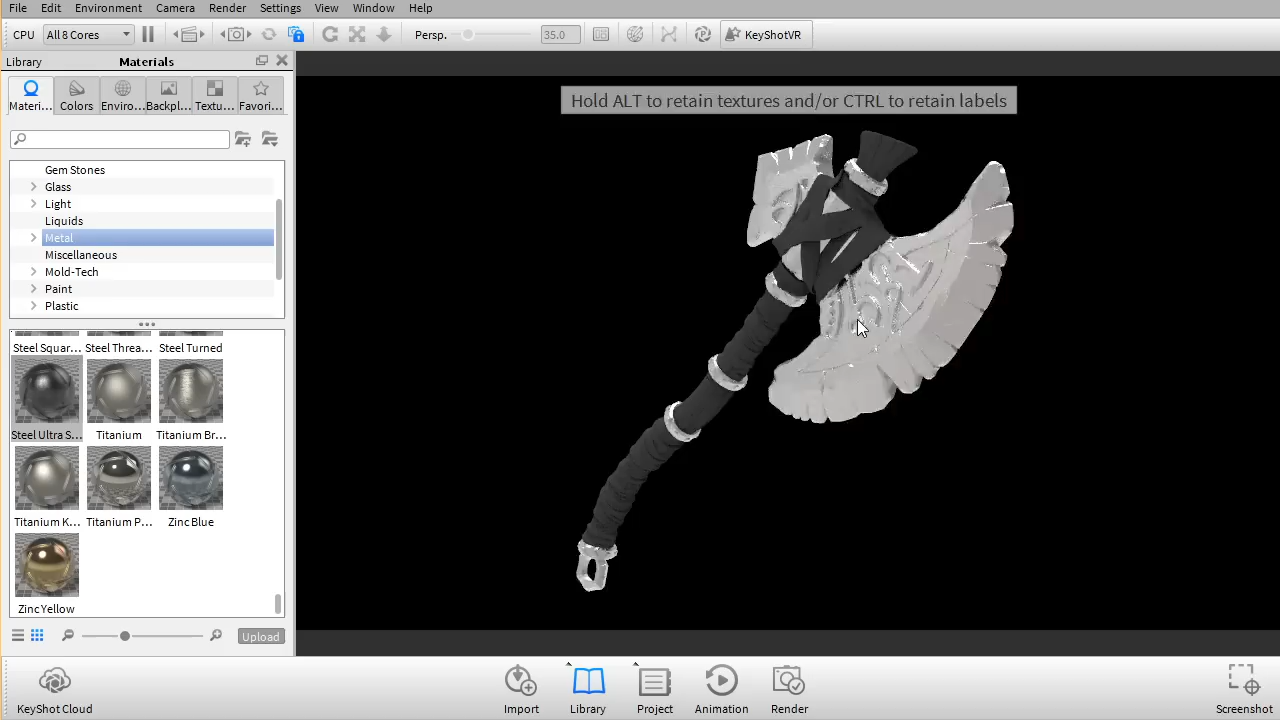 File Edit Environment Camera Render Settings View Window Help
CPU All 8 Cores Persp. 35.0 KeyShotVR
Library Materials
Materi... Colors Enviro... Backpl... Textu... Favori...
Hold ALT to retain textures and/or CTRL to retain labels
Gem Stones
Glass
Light
Liquids
Metal
Miscellaneous
Mold-Tech
Paint
Plastic
Steel Squar... Steel Threa... Steel Turned
Steel Ultra S... Titanium Titanium Br...
Titanium K... Titanium P... Zinc Blue
Zinc Yellow
Upload
KeyShot Cloud Import Library Project Animation Render Screenshot